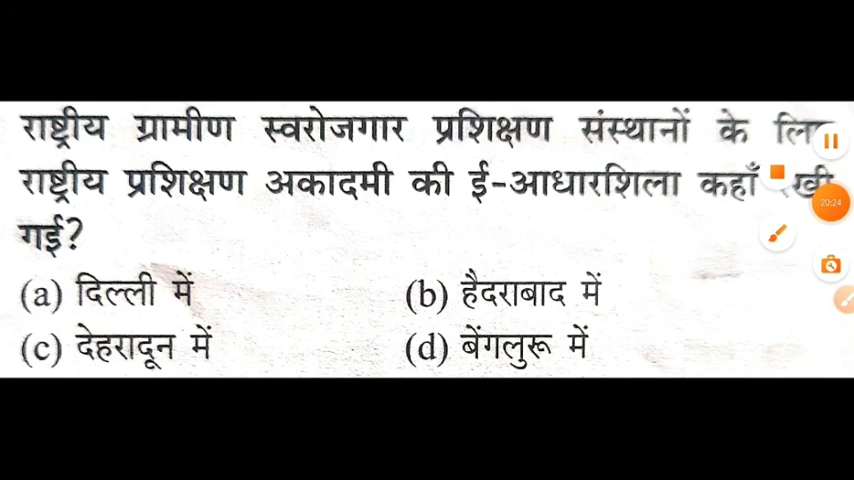 राष्ट्रीय ग्रामीण स्वरोजगार प्रशिक्षण संस्थानों के
राष्ट्रीय प्रशिक्षण अकादमी की ई-आधारशिला कहाँ
गई?
(a) दिल्ली में (b) हैदराबाद में
(c) देहरादून में (d) बेंगलुरू में
20:24